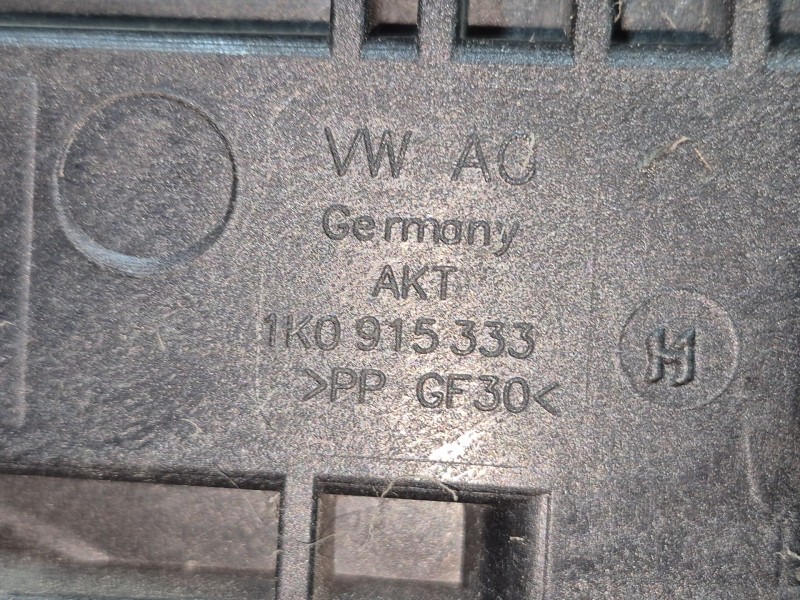 VW AG
Germany
AKT
1K0 915 333
>PP GF30<
H